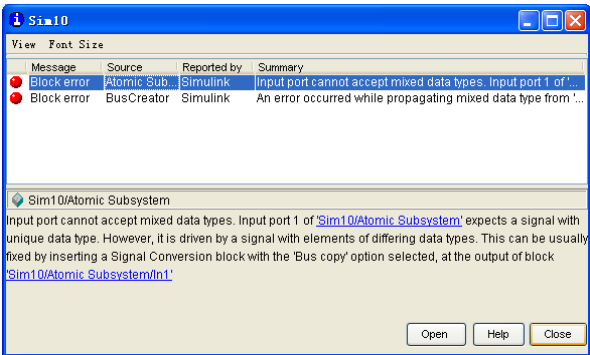 Sim10
View Font Size
Message Source Reported by Summary
Block error Atomic Sub... Simulink Input port cannot accept mixed data types. Input port 1 of '...
Block error BusCreator Simulink An error occurred while propagating mixed data type from '...
Sim10/Atomic Subsystem
Input port cannot accept mixed data types. Input port 1 of 'Sim10/Atomic Subsystem' expects a signal with
unique data type. However, it is driven by a signal with elements of differing data types. This can be usually
fixed by inserting a Signal Conversion block with the 'Bus copy' option selected, at the output of block
'Sim10/Atomic Subsystem/In1'
Open Help Close